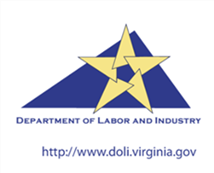 DEPARTMENT OF LABOR AND INDUSTRY
http://www.doli.virginia.gov